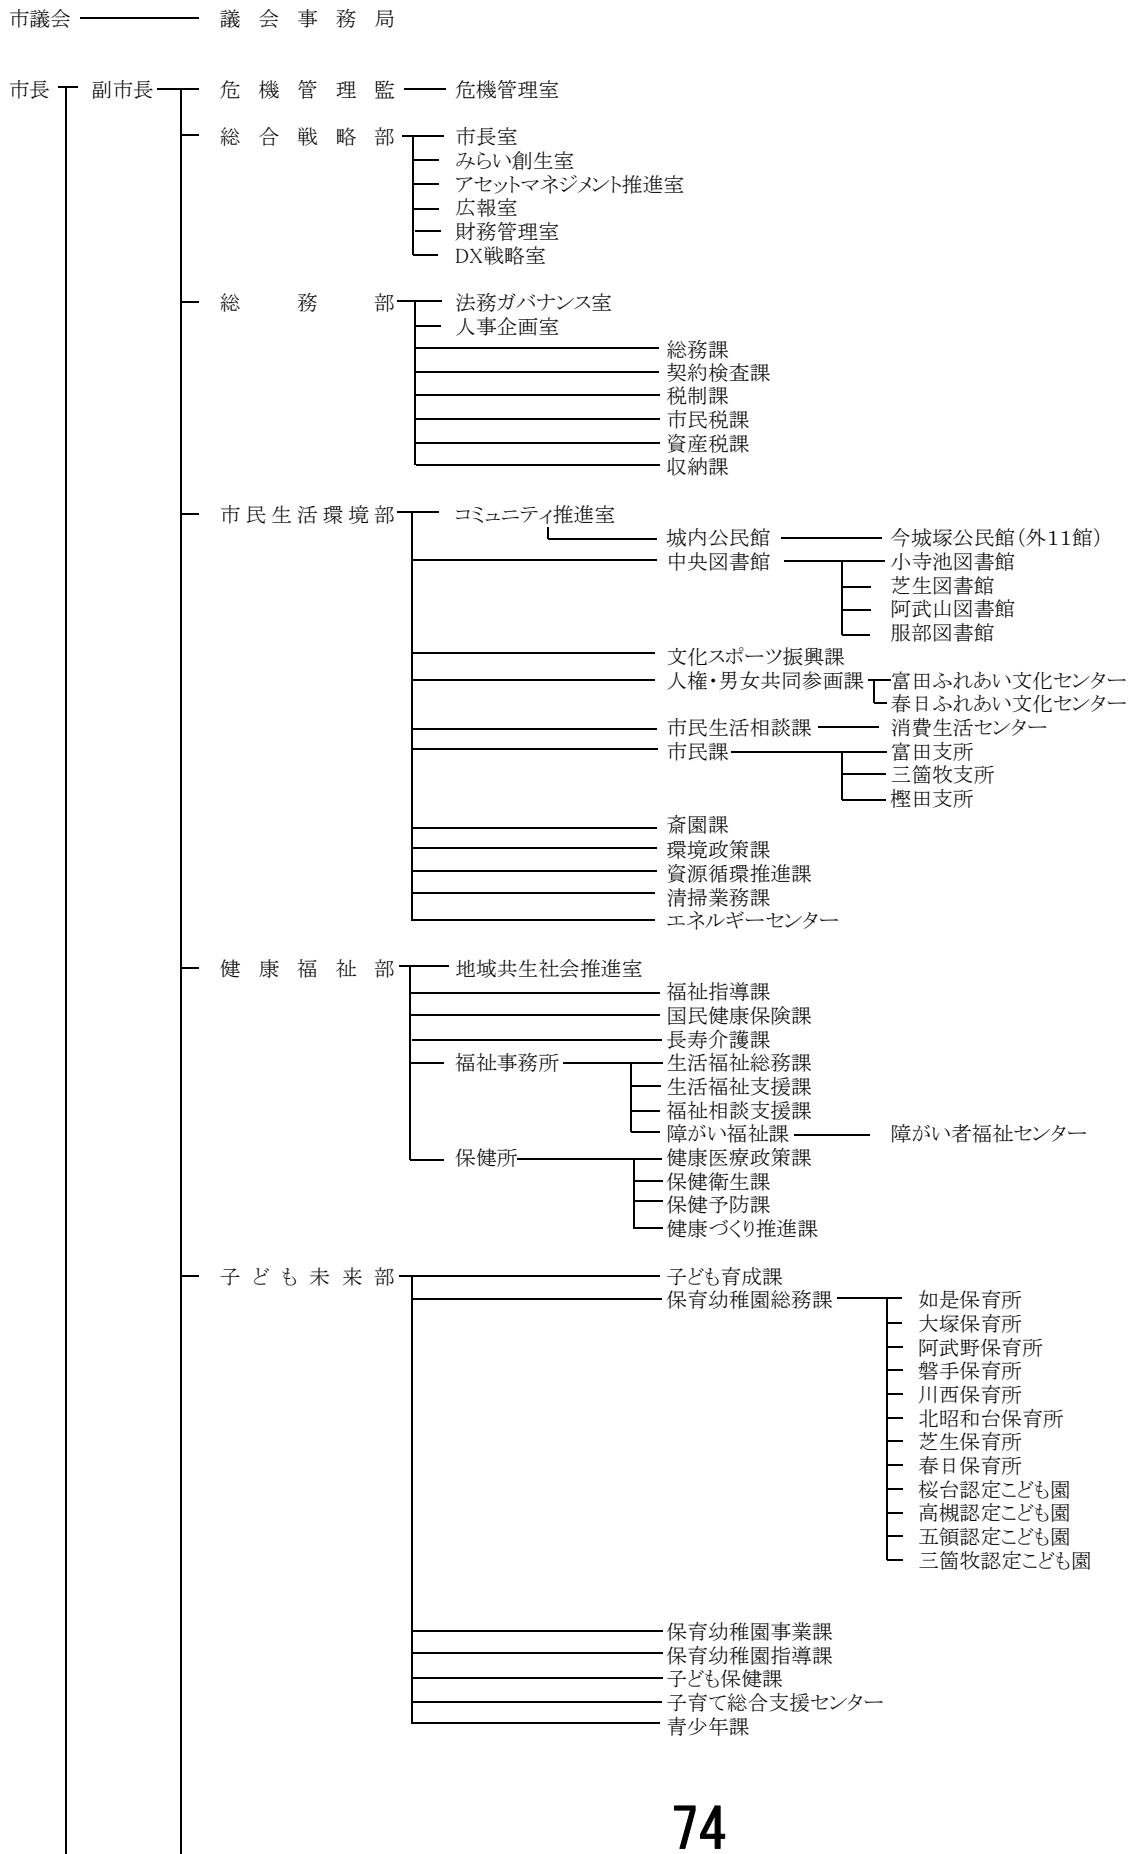 市議会 議会事務局
市長 副市長 危機管理監 危機管理室
総合戦略部 市長室
みらい創生室
アセットマネジメント推進室
広報室
財務管理室
DX戦略室
総務部 法務ガバナンス室
人事企画室
総務課
契約検査課
税制課
市民税課
資産税課
収納課
市民生活環境部 コミュニティ推進室
城内公民館 今城塚公民館(外11館)
中央図書館 小寺池図書館
芝生図書館
阿武山図書館
服部図書館
文化スポーツ振興課
人権・男女共同参画課 富田ふれあい文化センター
春日ふれあい文化センター
市民生活相談課 消費生活センター
市民課 富田支所
三箇牧支所
樫田支所
斎園課
環境政策課
資源循環推進課
清掃業務課
エネルギーセンター
健康福祉部 地域共生社会推進室
福祉指導課
国民健康保険課
長寿介護課
福祉事務所 生活福祉総務課
生活福祉支援課
福祉相談支援課
障がい福祉課 障がい者福祉センター
保健所 健康医療政策課
保健衛生課
保健予防課
健康づくり推進課
子ども未来部 子ども育成課
保育幼稚園総務課 如是保育所
大塚保育所
阿武野保育所
磐手保育所
川西保育所
北昭和台保育所
芝生保育所
春日保育所
桜台認定こども園
高槻認定こども園
五領認定こども園
三箇牧認定こども園
保育幼稚園事業課
保育幼稚園指導課
子ども保健課
子育て総合支援センター
青少年課
74